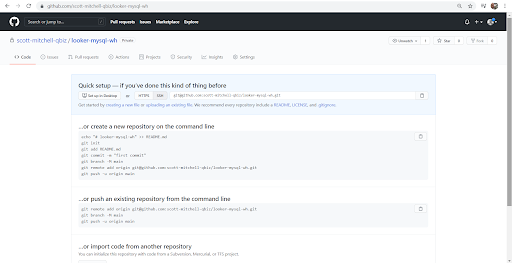 github.com/scott-mitchell-qbiz/looker-mysql-wh
Pull requests Issues Marketplace Explore
scott-mitchell-qbiz / looker-mysql-wh Private
Unwatch 1 Star 0 Fork 0
Code Issues Pull requests Actions Projects Security Insights Settings
Quick setup — if you've done this kind of thing before
Set up in Desktop or HTTPS SSH git@github.com:scott-mitchell-qbiz/looker-mysql-wh.git
Get started by creating a new file or uploading an existing file. We recommend every repository include a README, LICENSE, and .gitignore.
...or create a new repository on the command line
echo "# looker-mysql-wh" >> README.md
git init
git add README.md
git commit -m "first commit"
git branch -M main
git remote add origin git@github.com:scott-mitchell-qbiz/looker-mysql-wh.git
git push -u origin main
...or push an existing repository from the command line
git remote add origin git@github.com:scott-mitchell-qbiz/looker-mysql-wh.git
git branch -M main
git push -u origin main
...or import code from another repository
You can initialize this repository with code from a Subversion, Mercurial, or TFS project.